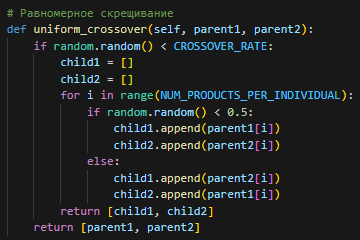 # Равномерное скрещивание
def uniform_crossover(self, parent1, parent2):
    if random.random() < CROSSOVER_RATE:
        child1 = []
        child2 = []
        for i in range(NUM_PRODUCTS_PER_INDIVIDUAL):
            if random.random() < 0.5:
                child1.append(parent1[i])
                child2.append(parent2[i])
            else:
                child1.append(parent2[i])
                child2.append(parent1[i])
        return [child1, child2]
    return [parent1, parent2]